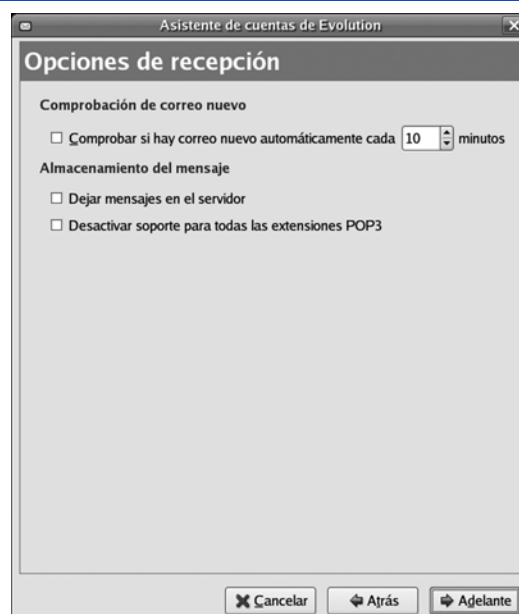 Asistente de cuentas de Evolution
Opciones de recepción
Comprobación de correo nuevo
Comprobar si hay correo nuevo automáticamente cada 10 minutos
Almacenamiento del mensaje
Dejar mensajes en el servidor
Desactivar soporte para todas las extensiones POP3
Cancelar Atrás Adelante